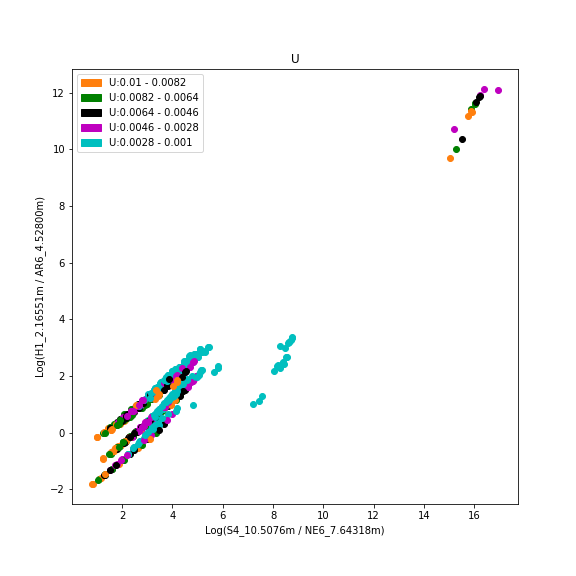 U
U:0.01 - 0.0082
U:0.0082 - 0.0064
U:0.0064 - 0.0046
U:0.0046 - 0.0028
U:0.0028 - 0.001
12
10
8
6
4
2
0
−2
Log(H1_2.16551m / AR6_4.52800m)
2
4
6
8
10
12
14
16
Log(S4_10.5076m / NE6_7.64318m)